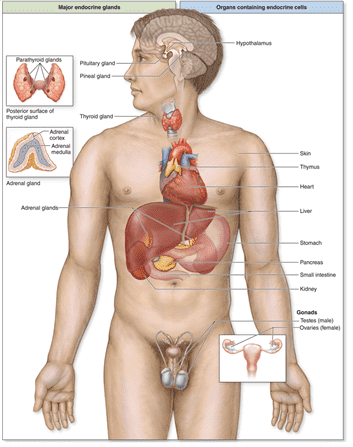 Major endocrine glands
Organs containing endocrine cells
Hypothalamus
Parathyroid glands
Pituitary gland
Pineal gland
Posterior surface of
thyroid gland
Thyroid gland
Adrenal
cortex
Adrenal
medulla
Adrenal gland
Skin
Thymus
Heart
Adrenal glands
Liver
Stomach
Pancreas
Small intestine
Kidney
Gonads
Testes (male)
Ovaries (female)